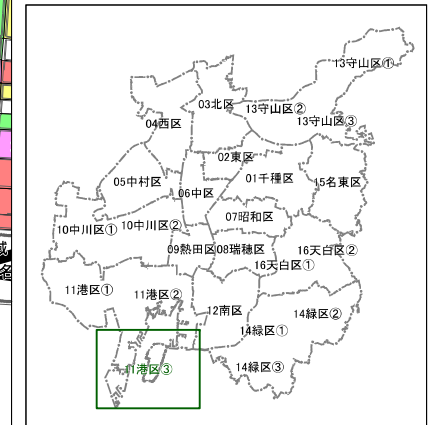 13守山区①
03北区
13守山区②
04西区
13守山区③
02東区
01千種区
05中村区
15名東区
06中区
07昭和区
10中川区①
10中川区②
09熱田区
08瑞穂区
16天白区②
16天白区①
11港区①
11港区②
12南区
14緑区②
14緑区①
14緑区③
11港区③